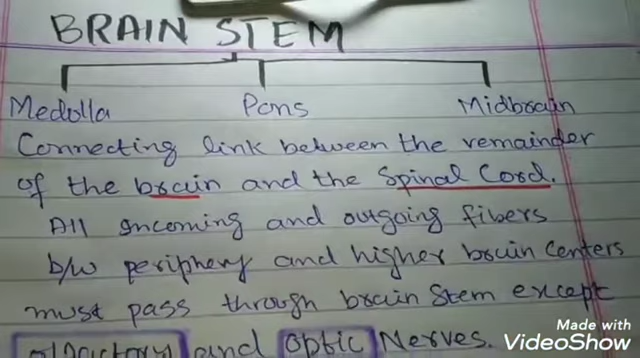 BRAIN STEM
Medolla Pons Midbrain
Connecting link between the remainder
of the brain and the Spinal Cord.
All incoming and outgoing fibers
b/w periphery and higher brain centers
must pass through brain stem except
olfactory and optic Nerves.
Made with
VideoShow